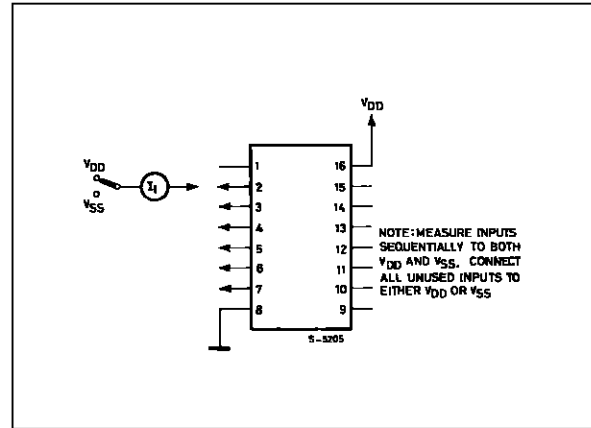 VDD
VDD
VSS
I1
1 16
2 15
3 14
4 13
5 12
6 11
7 10
8 9
NOTE: MEASURE INPUTS
SEQUENTIALLY TO BOTH
VDD AND VSS. CONNECT
ALL UNUSED INPUTS TO
EITHER VDD OR VSS
S-5205